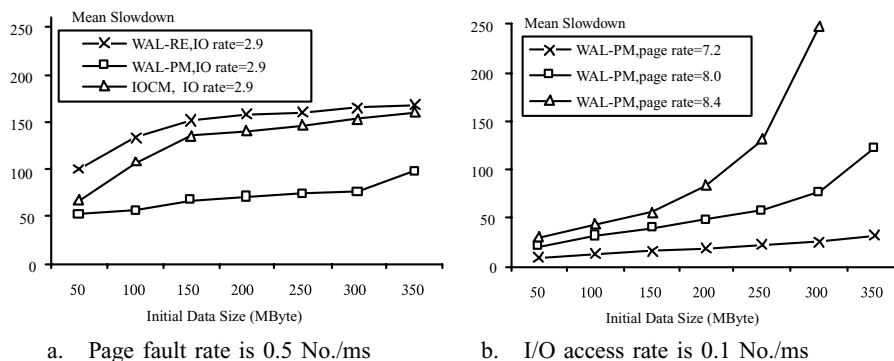 Mean Slowdown
WAL-RE,IO rate=2.9
WAL-PM,IO rate=2.9
IOCM, IO rate=2.9
250
200
150
100
50
0
50 100 150 200 250 300 350
Initial Data Size (MByte)
a. Page fault rate is 0.5 No./ms
Mean Slowdown
WAL-PM,page rate=7.2
WAL-PM,page rate=8.0
WAL-PM,page rate=8.4
250
200
150
100
50
0
50 100 150 200 250 300 350
Initial Data Size (MByte)
b. I/O access rate is 0.1 No./ms